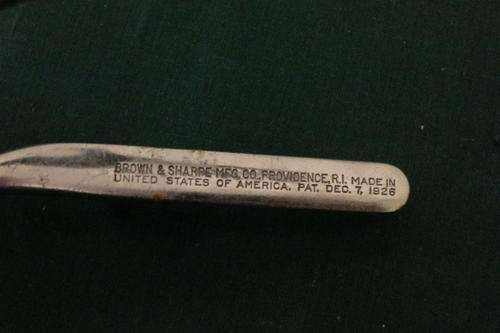 BROWN & SHARPE MFG. CO. PROVIDENCE, R.I. MADE IN
UNITED STATES OF AMERICA. PAT. DEC. 7, 1926